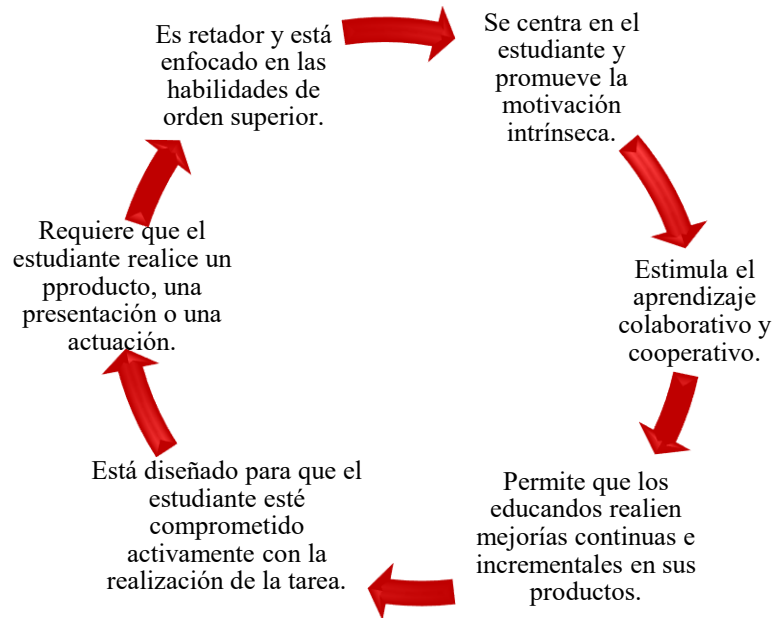 Se centra en el
estudiante y
promueve la
motivación
intrínseca.
Estimula el
aprendizaje
colaborativo y
cooperativo.
Permite que los
educandos realien
mejorías continuas e
incrementales en sus
productos.
Está diseñado para que el
estudiante esté
comprometido
activamente con la
realización de la tarea.
Requiere que el
estudiante realice un
pproducto, una
presentación o una
actuación.
Es retador y está
enfocado en las
habilidades de
orden superior.